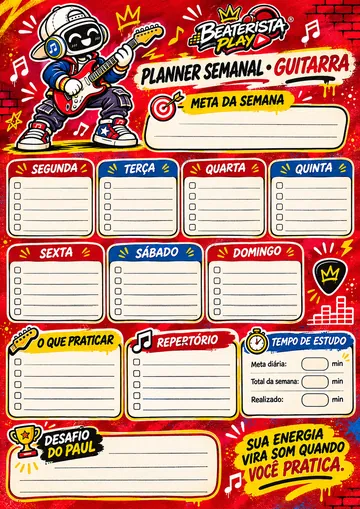 BEATERISTA
PLAY
PLANNER SEMANAL • GUITARRA
META DA SEMANA
SEGUNDA
TERÇA
QUARTA
QUINTA
SEXTA
SÁBADO
DOMINGO
O QUE PRATICAR
REPERTÓRIO
TEMPO DE ESTUDO
Meta diária: min
Total da semana: min
Realizado: min
DESAFIO
DO PAUL
SUA ENERGIA
VIRA SOM QUANDO
VOCÊ PRATICA.